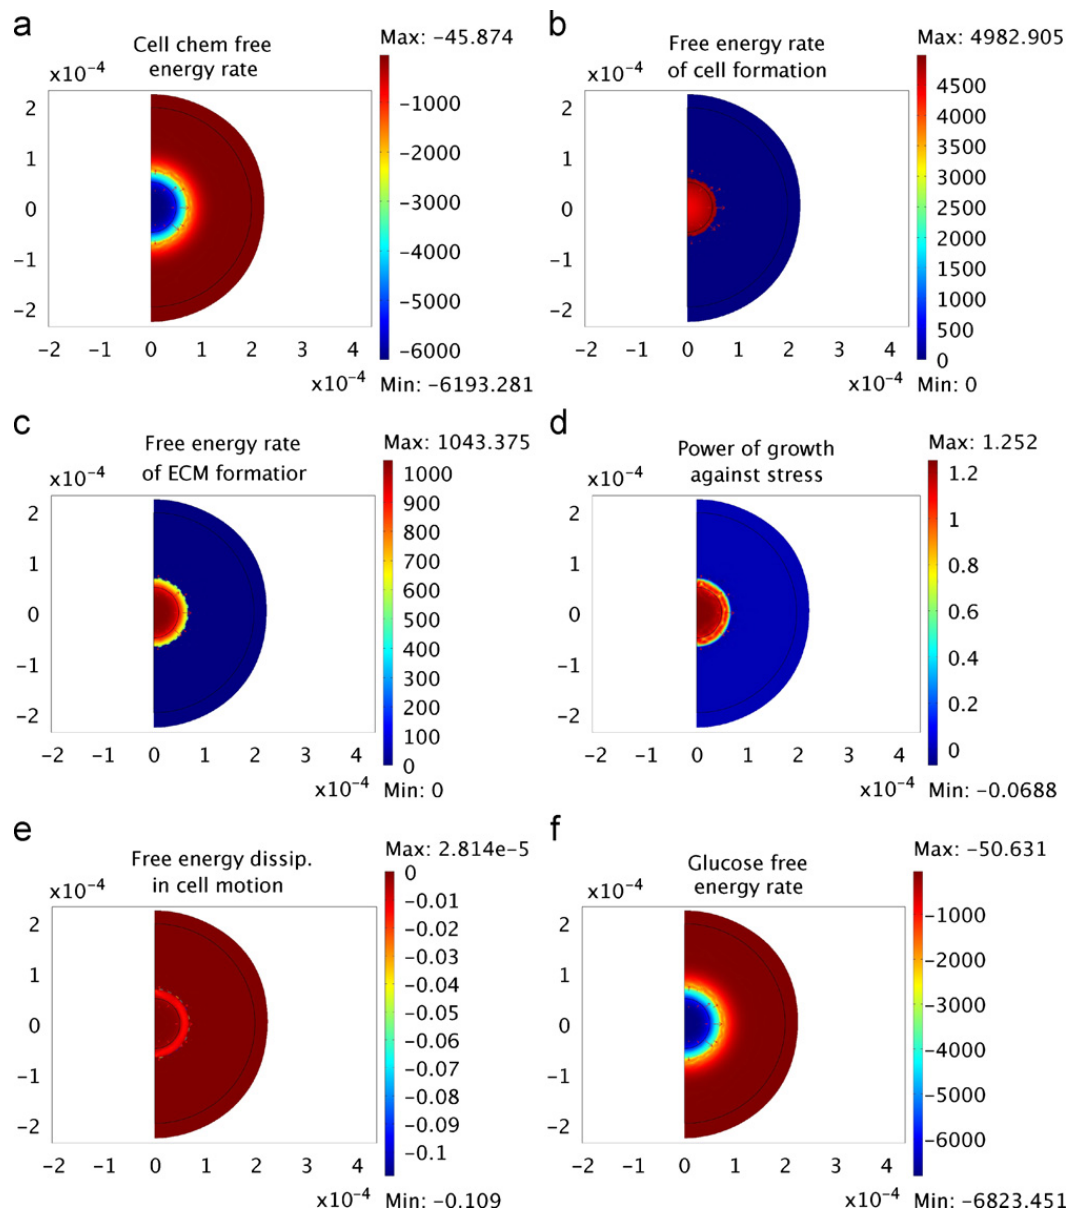 a
Cell chem free
energy rate
Max: −45.874
x10−4
2
1
0
−1
−2
−2 −1 0 1 2 3 4
x10−4
−1000
−2000
−3000
−4000
−5000
−6000
Min: −6193.281
b
Free energy rate
of cell formation
Max: 4982.905
x10−4
2
1
0
−1
−2
−2 −1 0 1 2 3 4
x10−4
4500
4000
3500
3000
2500
2000
1500
1000
500
0
Min: 0
c
Free energy rate
of ECM formation
Max: 1043.375
x10−4
2
1
0
−1
−2
−2 −1 0 1 2 3 4
x10−4
1000
900
800
700
600
500
400
300
200
100
0
Min: 0
d
Power of growth
against stress
Max: 1.252
x10−4
2
1
0
−1
−2
−2 −1 0 1 2 3 4
x10−4
1.2
1
0.8
0.6
0.4
0.2
0
Min: −0.0688
e
Free energy dissip.
in cell motion
Max: 2.814e−5
x10−4
2
1
0
−1
−2
−2 −1 0 1 2 3 4
x10−4
0
−0.01
−0.02
−0.03
−0.04
−0.05
−0.06
−0.07
−0.08
−0.09
−0.1
Min: −0.109
f
Glucose free
energy rate
Max: −50.631
x10−4
2
1
0
−1
−2
−2 −1 0 1 2 3 4
x10−4
−1000
−2000
−3000
−4000
−5000
−6000
Min: −6823.451